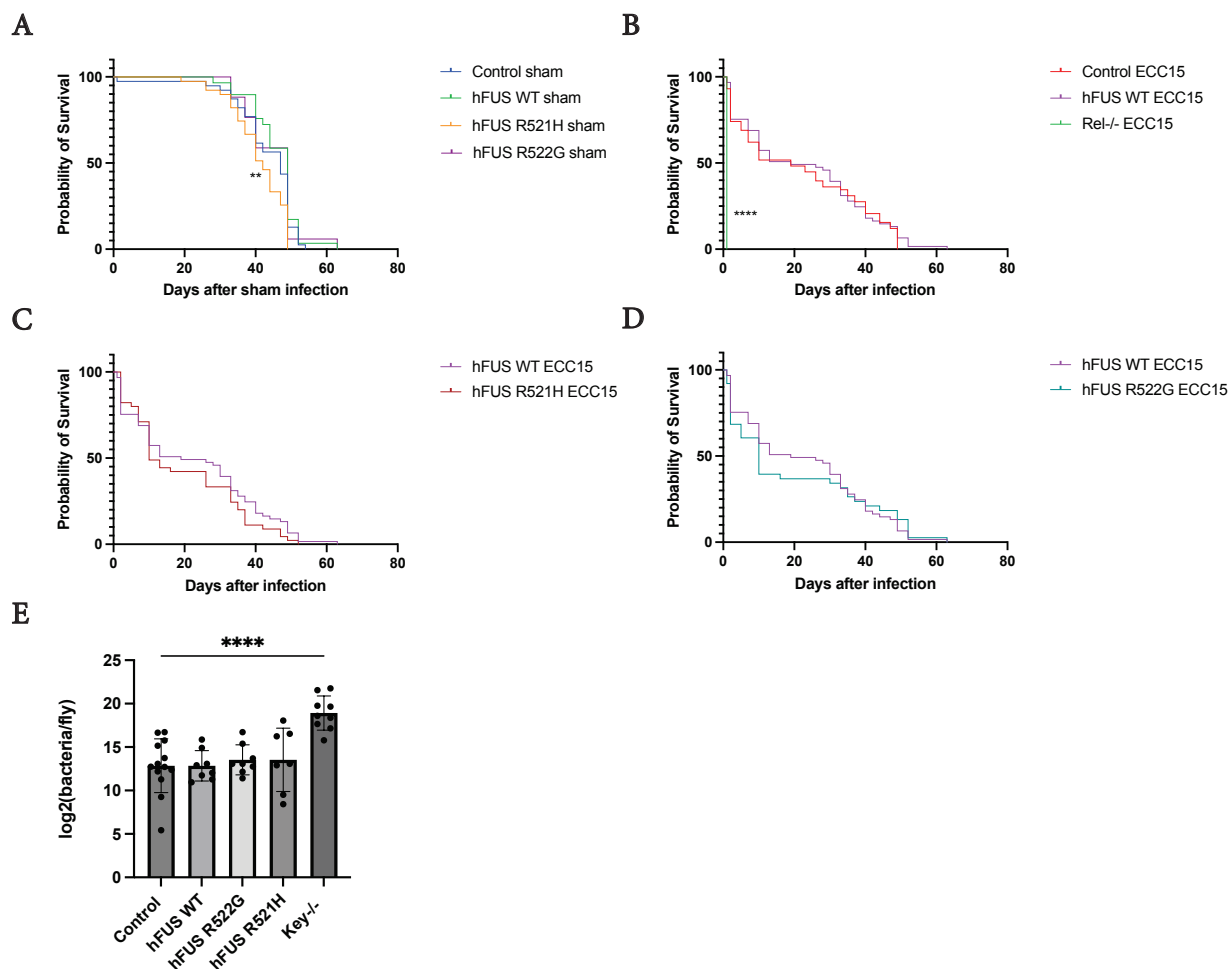 A
Probability of Survival
100
50
0
0 20 40 60 80
Days after sham infection
**
Control sham
hFUS WT sham
hFUS R521H sham
hFUS R522G sham
B
Probability of Survival
100
50
0
0 20 40 60 80
Days after infection
****
Control ECC15
hFUS WT ECC15
Rel-/- ECC15
C
Probability of Survival
100
50
0
0 20 40 60 80
Days after infection
hFUS WT ECC15
hFUS R521H ECC15
D
Probability of Survival
100
50
0
0 20 40 60 80
Days after infection
hFUS WT ECC15
hFUS R522G ECC15
E
****
log2(bacteria/fly)
25
20
15
10
5
0
Control
hFUS WT
hFUS R522G
hFUS R521H
Key-/-